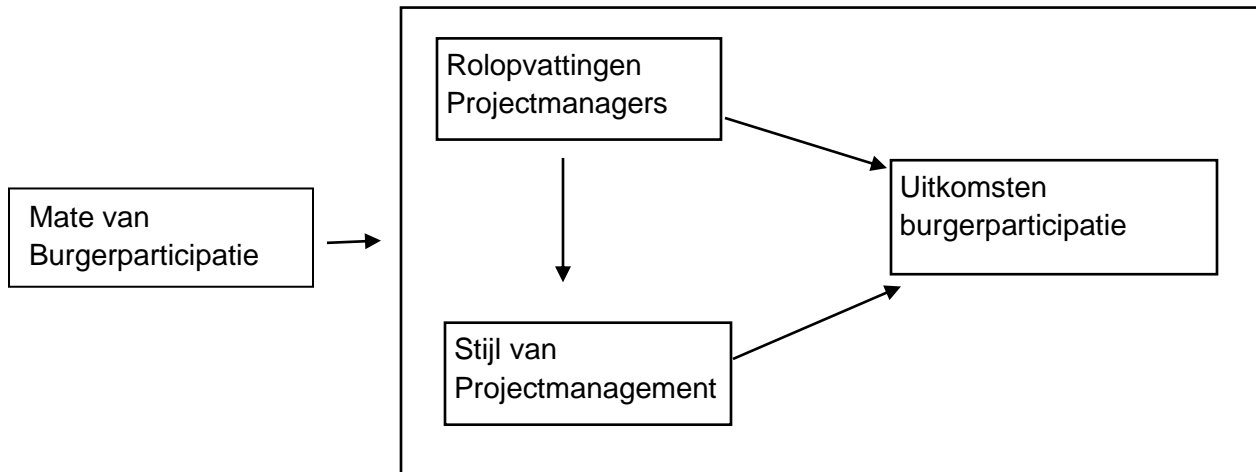 Rolopvattingen
Projectmanagers
Mate van
Burgerparticipatie
Uitkomsten
burgerparticipatie
Stijl van
Projectmanagement